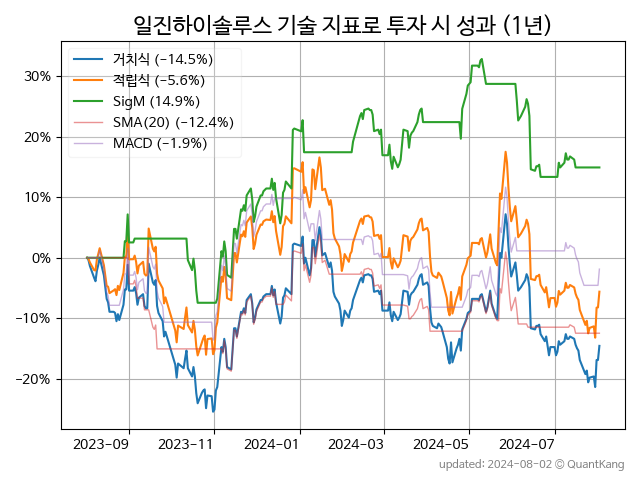 일진하이솔루스 기술 지표로 투자 시 성과 (1년)
거치식 (−14.5%)
적립식 (−5.6%)
SigM (14.9%)
SMA(20) (−12.4%)
MACD (−1.9%)
30%
20%
10%
0%
−10%
−20%
2023-09 2023-11 2024-01 2024-03 2024-05 2024-07
updated: 2024-08-02 © QuantKang